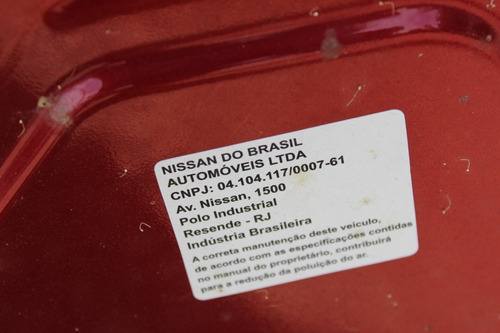 NISSAN DO BRASIL
AUTOMÓVEIS LTDA
CNPJ: 04.104.117/0007-61
Av. Nissan, 1500
Polo Industrial
Resende - RJ
Indústria Brasileira
A correta manutenção deste veículo,
de acordo com as especificações contidas
no manual do proprietário, contribuirá
para a redução da poluição do ar.